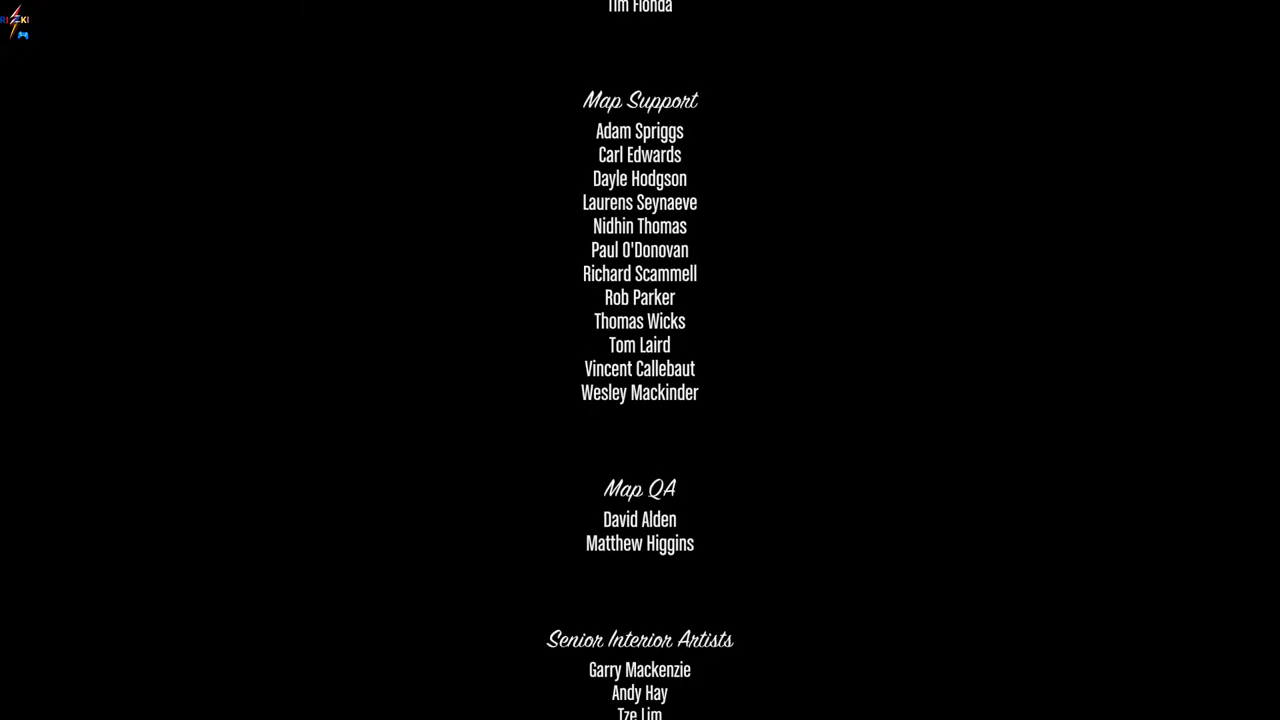 RIZKI
Tim Flonda
Map Support
Adam Spriggs
Carl Edwards
Dayle Hodgson
Laurens Seynaeve
Nidhin Thomas
Paul O'Donovan
Richard Scammell
Rob Parker
Thomas Wicks
Tom Laird
Vincent Callebaut
Wesley Mackinder
Map QA
David Alden
Matthew Higgins
Senior Interior Artists
Garry Mackenzie
Andy Hay
Tze Lim